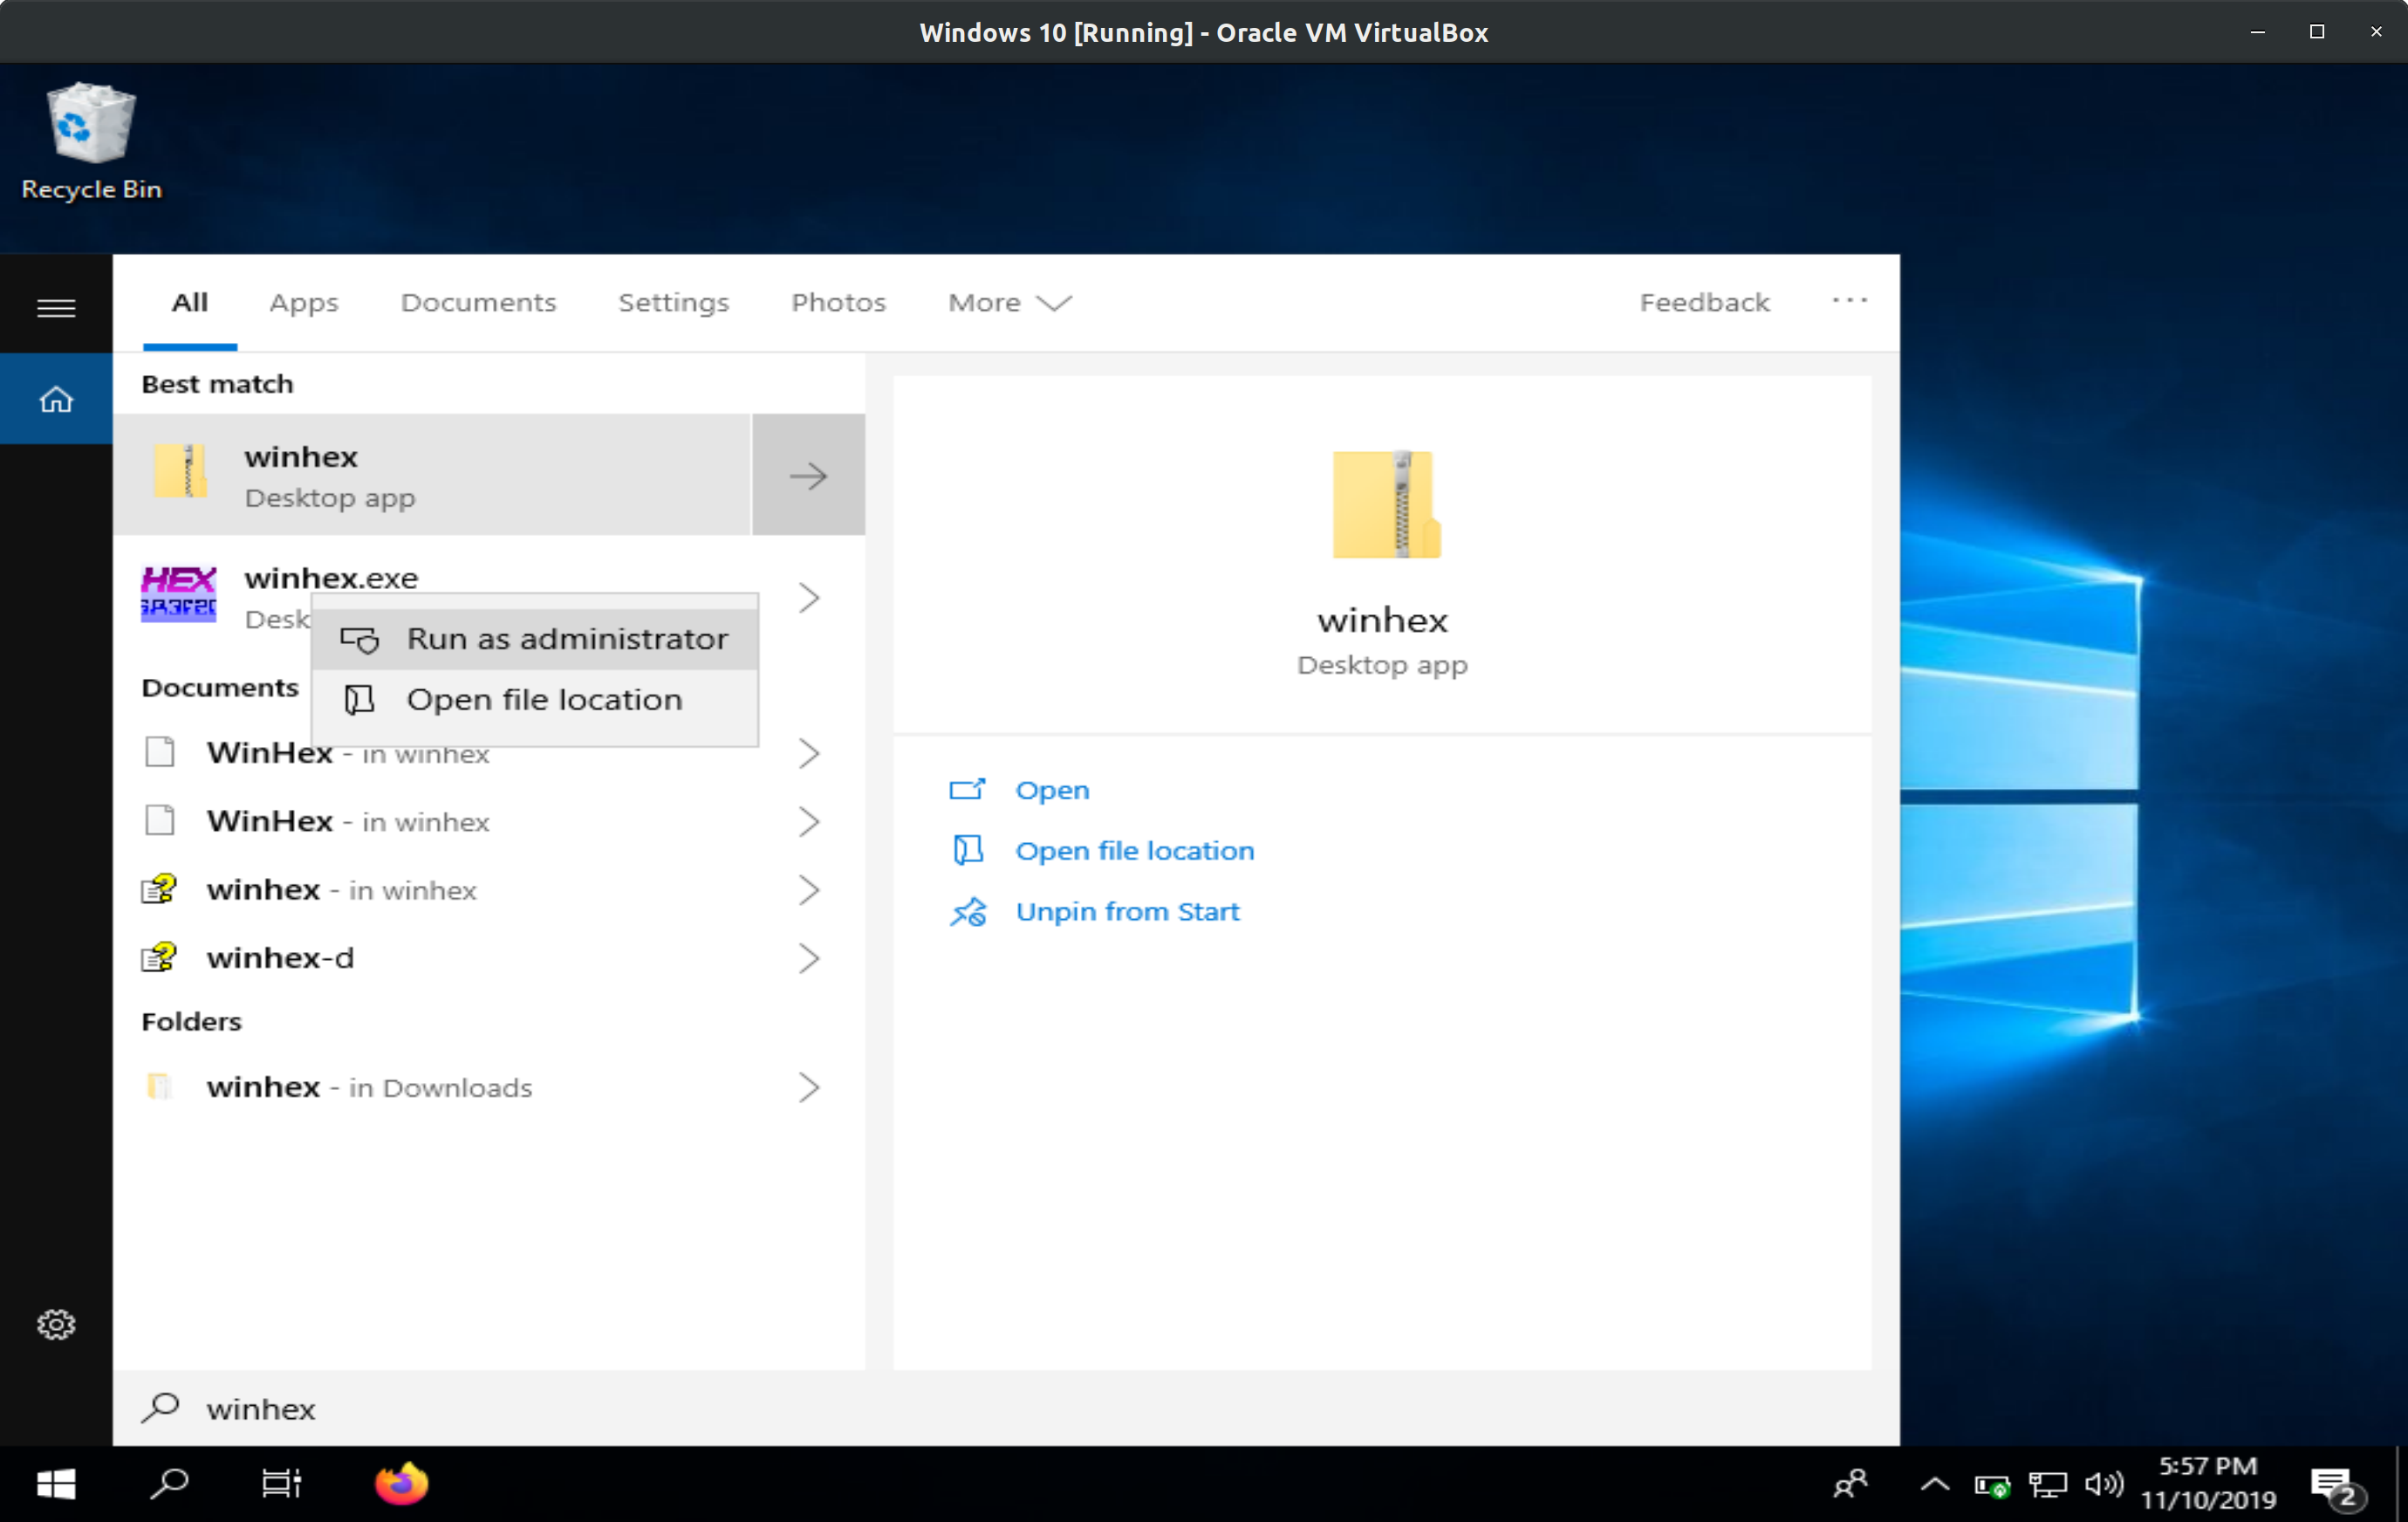 Windows 10 [Running] - Oracle VM VirtualBox
Recycle Bin
All Apps Documents Settings Photos More Feedback
Best match
winhex
Desktop app
winhex.exe
Desk
Run as administrator
Open file location
Documents
WinHex - in winhex
WinHex - in winhex
winhex - in winhex
winhex-d
Folders
winhex - in Downloads
winhex
Desktop app
Open
Open file location
Unpin from Start
winhex
5:57 PM
11/10/2019
2